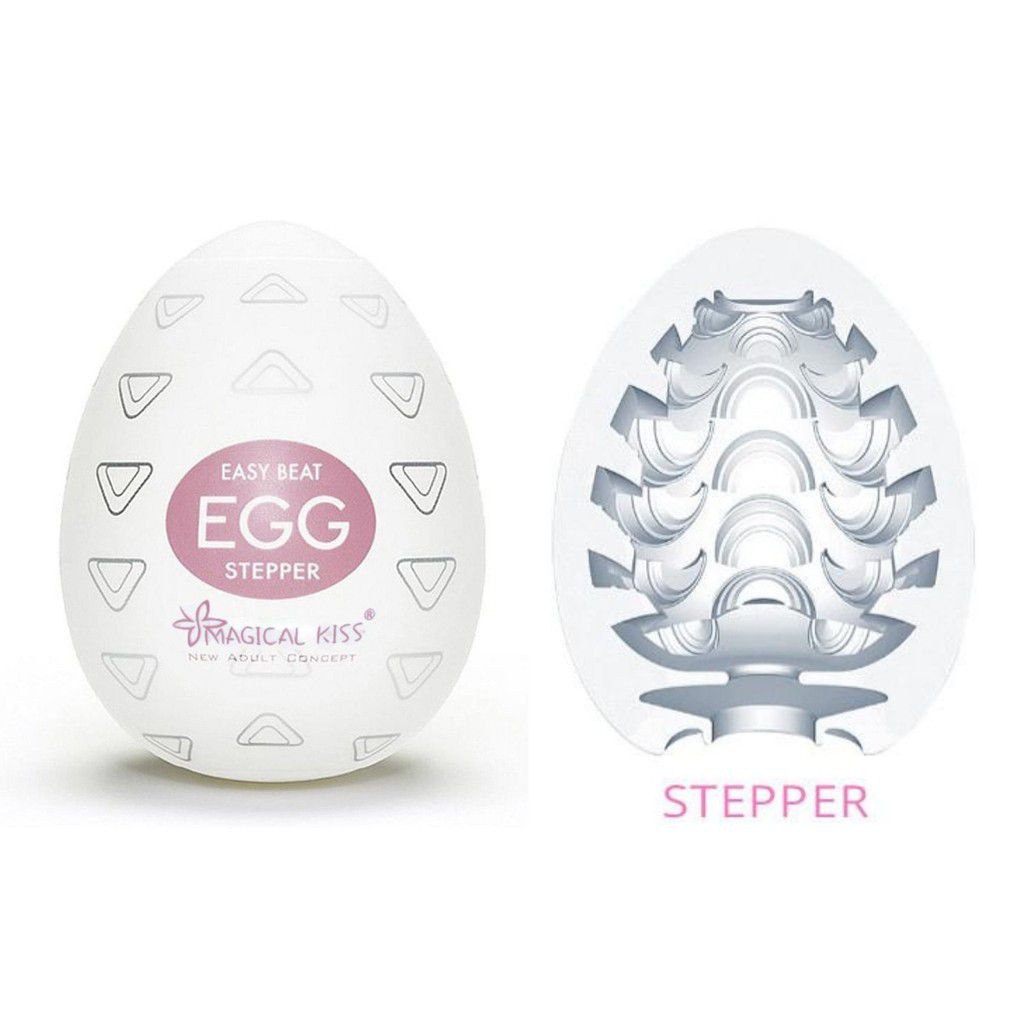 EASY BEAT
EGG
STEPPER
MAGICAL KISS®
NEW ADULT CONCEPT
STEPPER